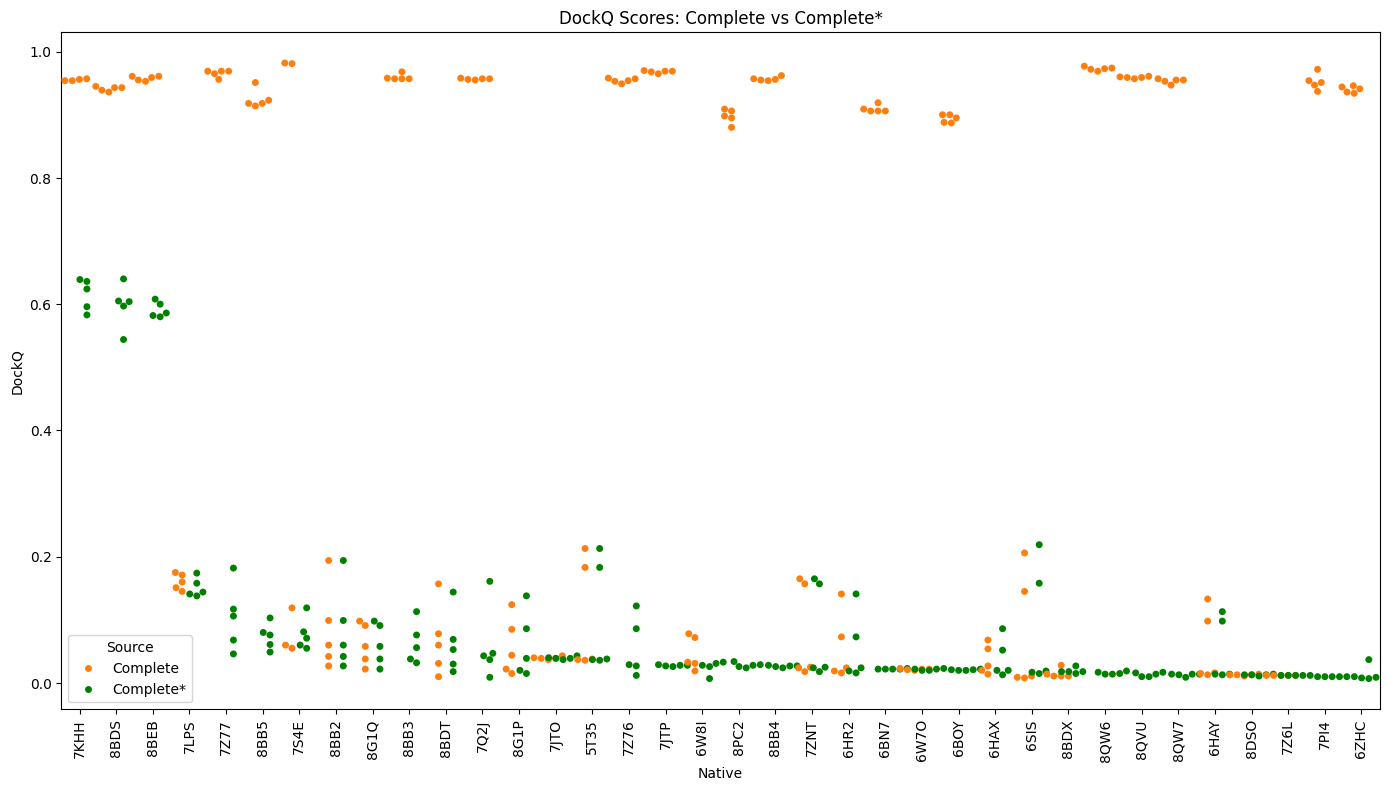 DockQ Scores: Complete vs Complete*
DockQ
1.0
0.8
0.6
0.4
0.2
0.0
Source
Complete
Complete*
7KHH
8BDS
8BEB
7LPS
7Z77
8BB5
7S4E
8BB2
8G1Q
8BB3
8BDT
7Q2J
8G1P
7JTO
5T35
7Z76
7JTP
6W8I
8PC2
8BB4
7ZNT
6HR2
6BN7
6W7O
6BOY
6HAX
6SIS
8BDX
8QW6
8QVU
8QW7
6HAY
8DSO
7Z6L
7PI4
6ZHC
Native